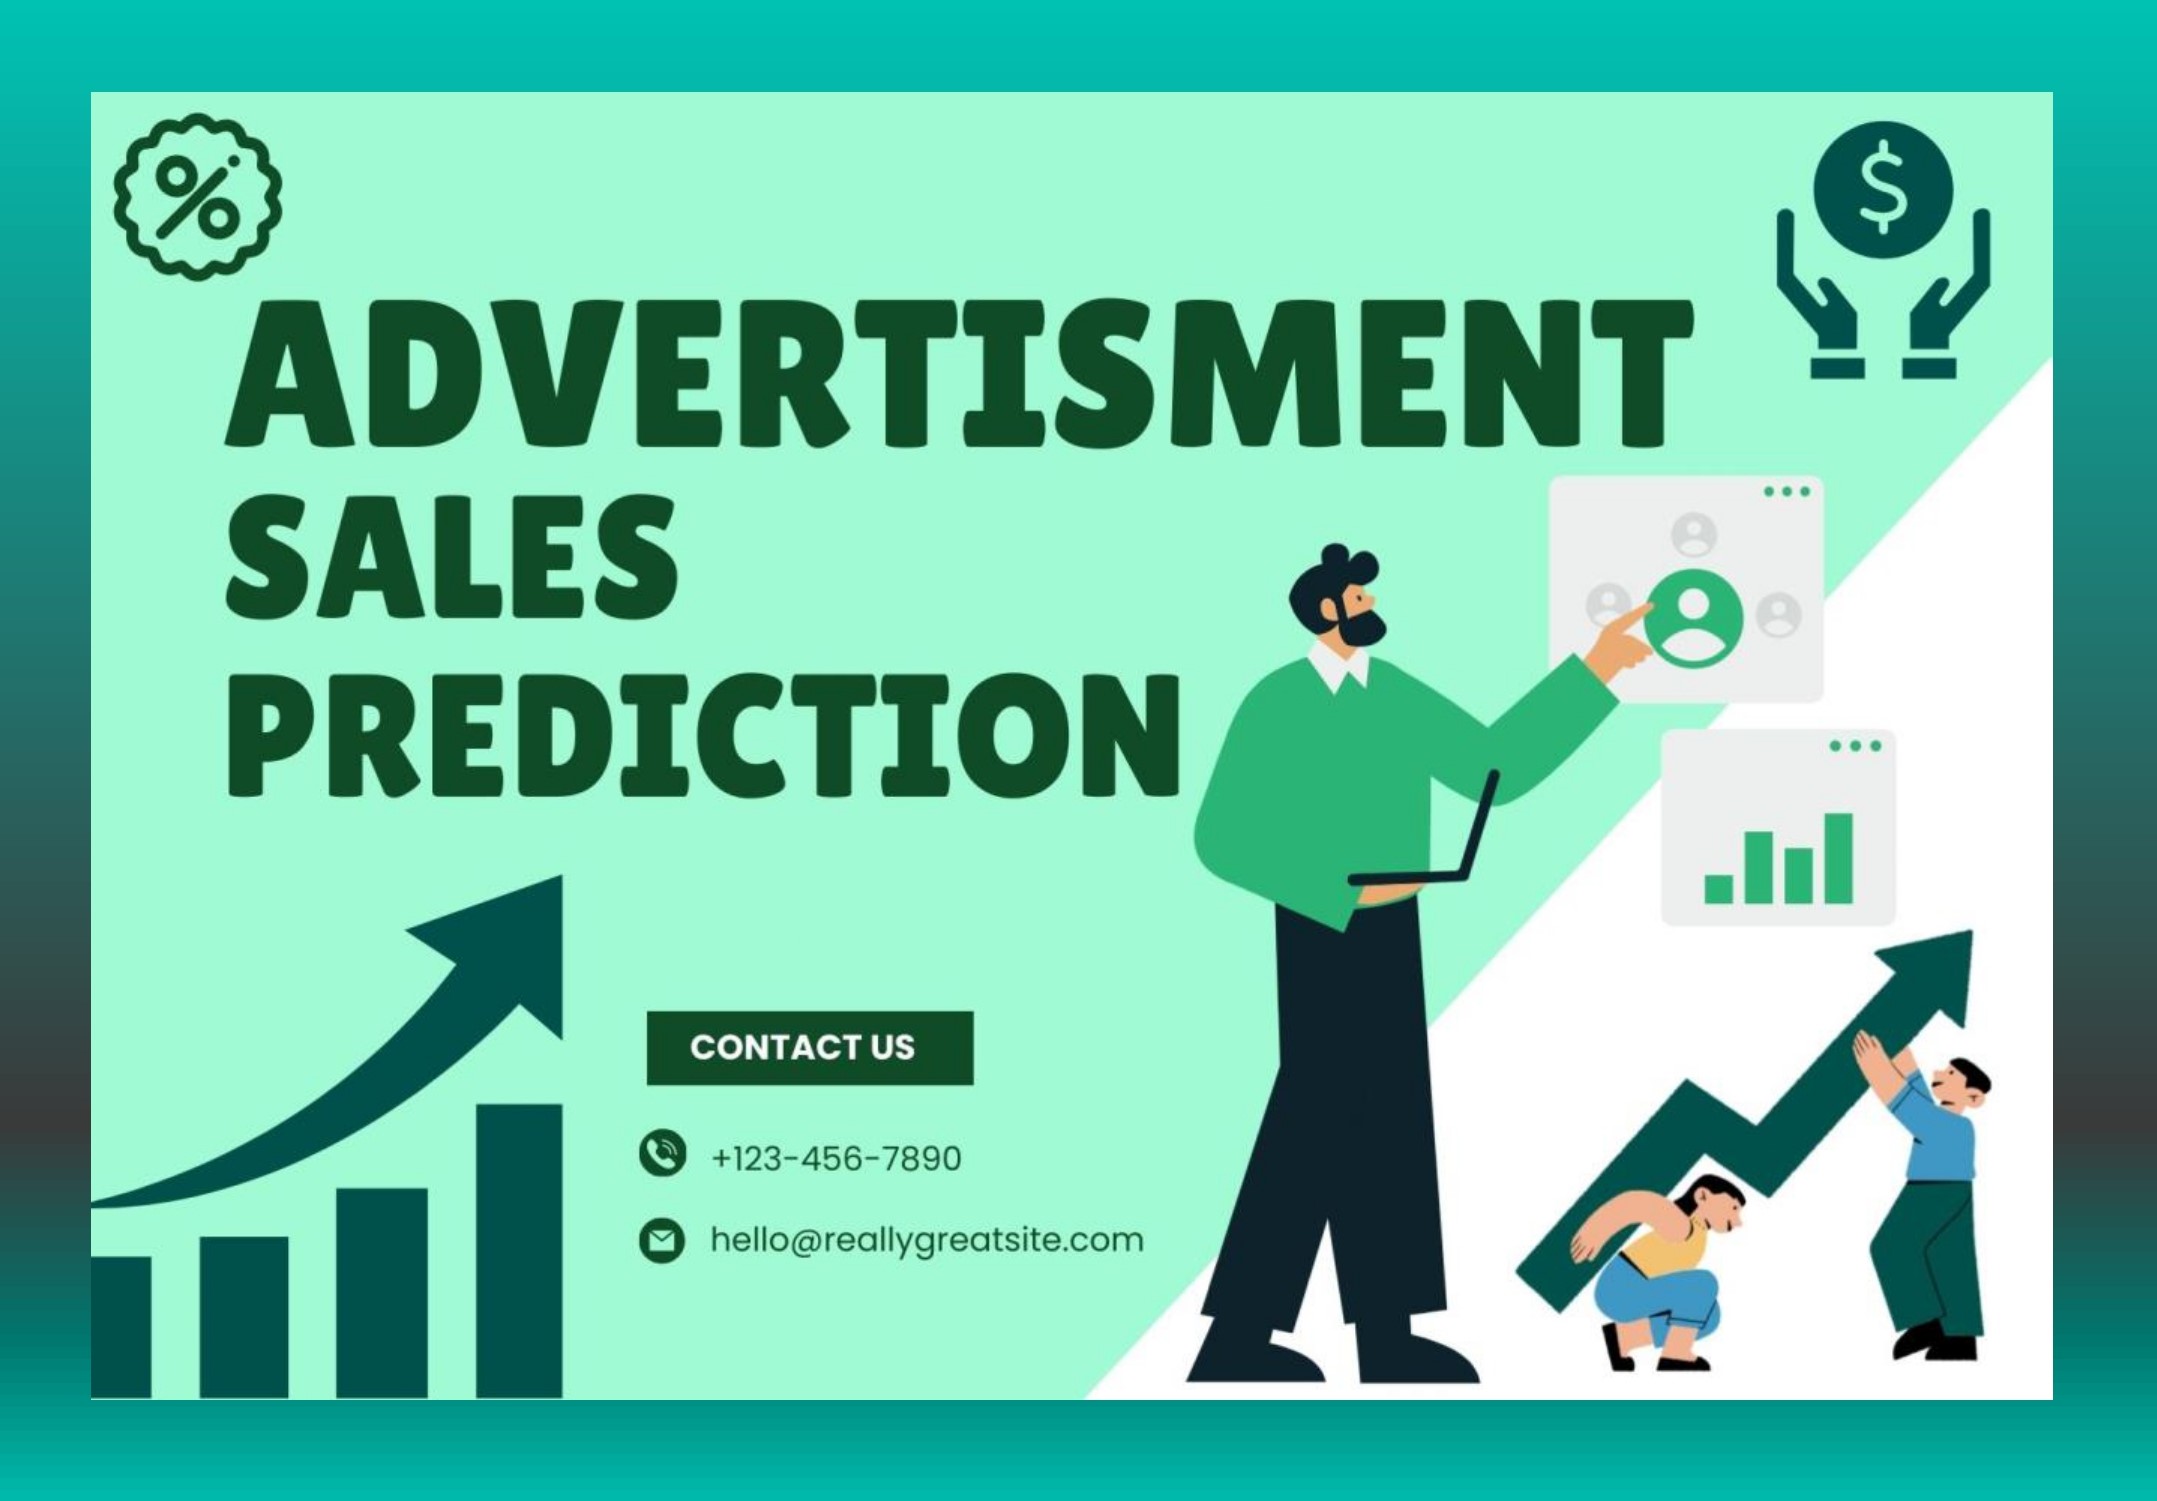 ADVERTISMENT
SALES
PREDICTION
CONTACT US
+123-456-7890
hello@reallygreatsite.com